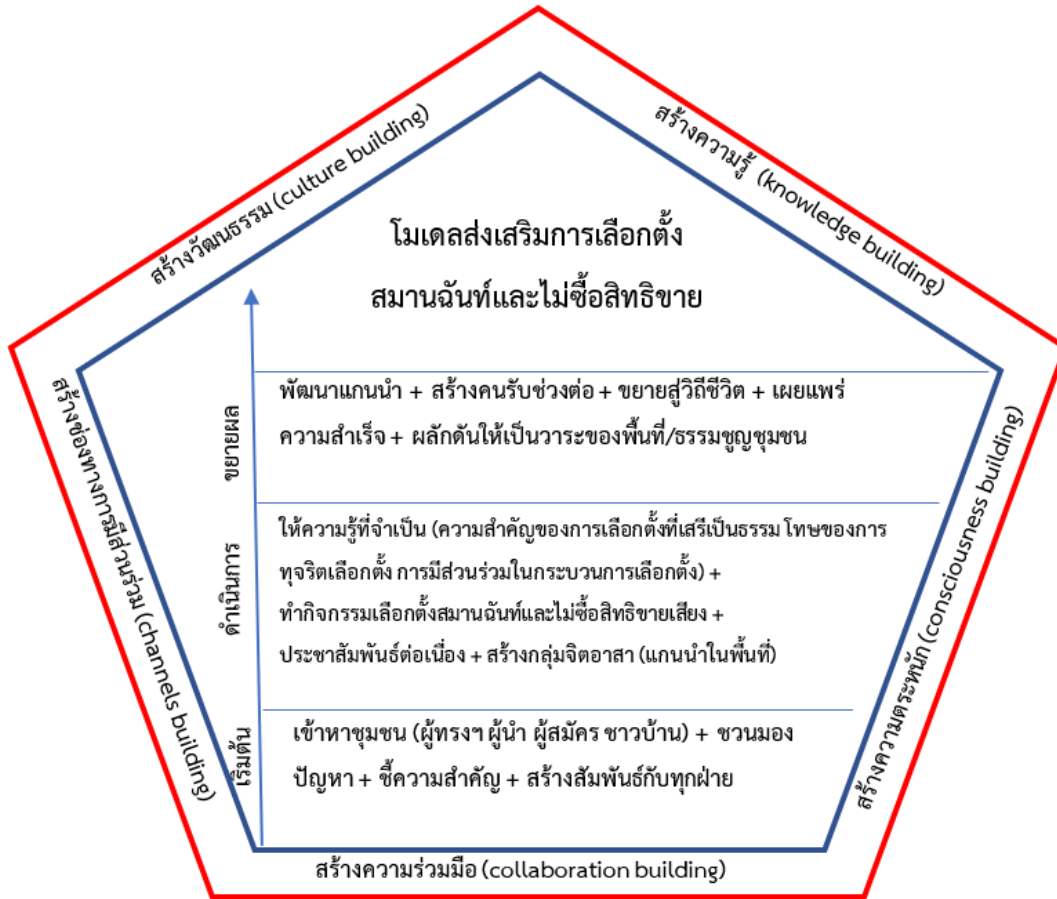 สร้างวัฒนธรรม (culture building)
สร้างความรู้ (knowledge building)
โมเดลส่งเสริมการเลือกตั้ง
สมานฉันท์และไม่ซื้อสิทธิขาย
ขยายผล
พัฒนาแกนนำ + สร้างคนรับช่วงต่อ + ขยายสู่วิถีชีวิต + เผยแพร่
ความสำเร็จ + ผลักดันให้เป็นวาระของพื้นที่/ธรรมชูญชุมชน
ดำเนินการ
ให้ความรู้ที่จำเป็น (ความสำคัญของการเลือกตั้งที่เสรีเป็นธรรม โทษของการ
ทุจริตเลือกตั้ง การมีส่วนร่วมในกระบวนการเลือกตั้ง) +
ทำกิจกรรมเลือกตั้งสมานฉันท์และไม่ซื้อสิทธิขายเสียง +
ประชาสัมพันธ์ต่อเนื่อง + สร้างกลุ่มจิตอาสา (แกนนำในพื้นที่)
เริ่มต้น
เข้าหาชุมชน (ผู้ทรงฯ ผู้นำ ผู้สมัคร ชาวบ้าน) + ชวนมอง
ปัญหา + ชี้ความสำคัญ + สร้างสัมพันธ์กับทุกฝ่าย
สร้างช่องทางการมีส่วนร่วม (channels building)
สร้างความตระหนัก (consciousness building)
สร้างความร่วมมือ (collaboration building)